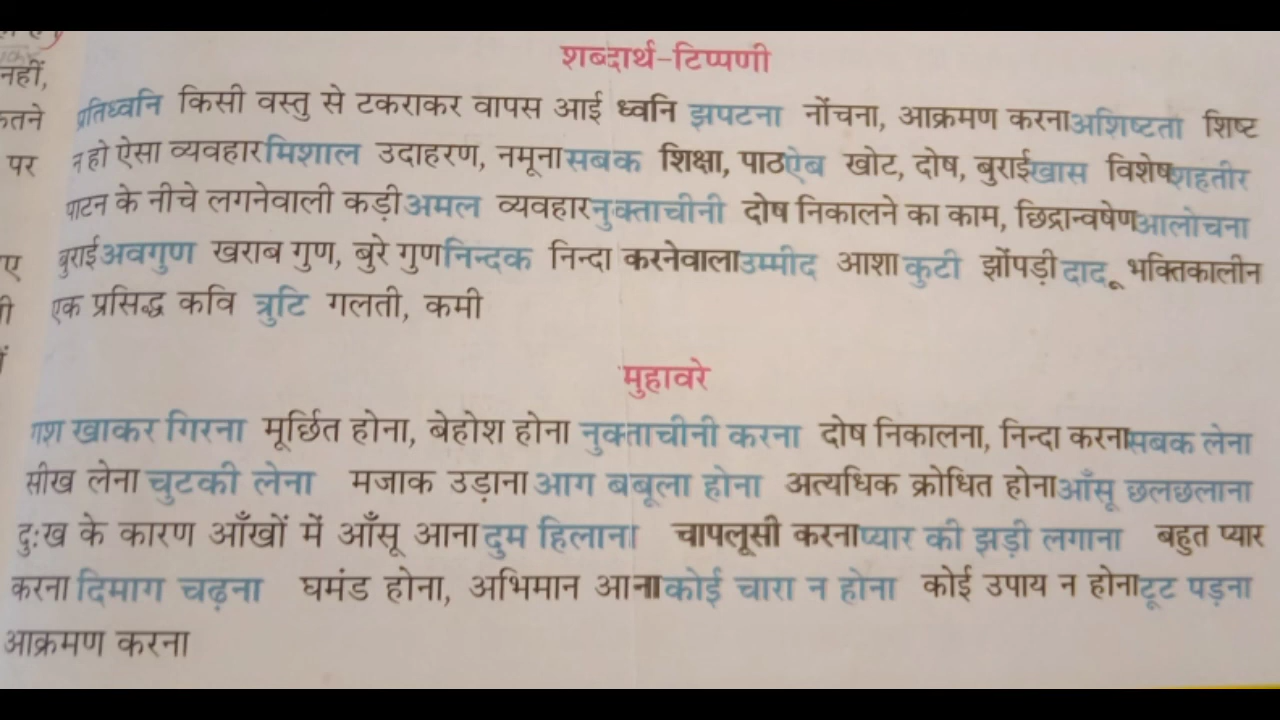 शब्दार्थ-टिप्पणी
नहीं,
प्रतिध्वनि किसी वस्तु से टकराकर वापस आई ध्वनि झपटना नोंचना, आक्रमण करना अशिष्टता शिष्ट
पर न हो ऐसा व्यवहार मिशाल उदाहरण, नमूना सबक शिक्षा, पाठ ऐब खोट, दोष, बुराई खास विशेष शहतीर
पाटन के नीचे लगनेवाली कड़ी अमल व्यवहार नुक्ताचीनी दोष निकालने का काम, छिद्रान्वषेण आलोचना
बुराई अवगुण खराब गुण, बुरे गुण निन्दक निन्दा करनेवाला उम्मीद आशा कुटी झोंपड़ी दादू भक्तिकालीन
एक प्रसिद्ध कवि त्रुटि गलती, कमी
मुहावरे
गश खाकर गिरना मूर्छित होना, बेहोश होना नुक्ताचीनी करना दोष निकालना, निन्दा करना सबक लेना
सीख लेना चुटकी लेना मजाक उड़ाना आग बबूला होना अत्यधिक क्रोधित होना आँसू छलछलाना
दुःख के कारण आँखों में आँसू आना दुम हिलाना चापलूसी करना प्यार की झड़ी लगाना बहुत प्यार
करना दिमाग चढ़ना घमंड होना, अभिमान आना कोई चारा न होना कोई उपाय न होना टूट पड़ना
आक्रमण करना